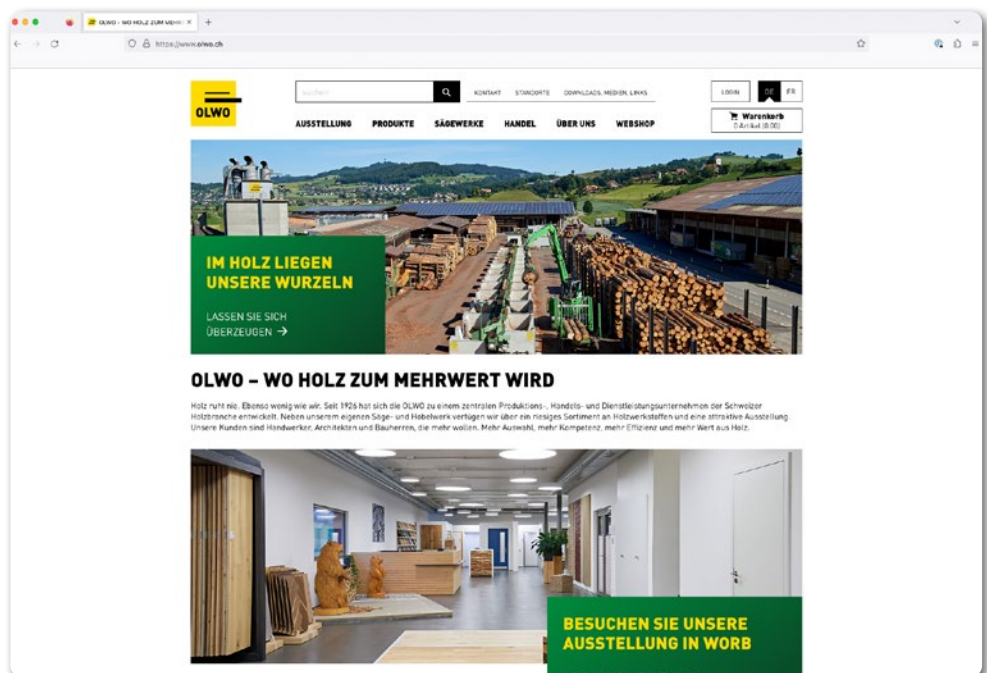 OLWO - WO HOLZ ZUM MEHRW
https://www.olwo.ch
OLWO
suchen
KONTAKT STANDORTE DOWNLOADS, MEDIEN, LINKS
LOGIN DE FR
Warenkorb
0 Artikel (0.00)
AUSSTELLUNG PRODUKTE SÄGEWERKE HANDEL ÜBER UNS WEBSHOP
IM HOLZ LIEGEN
UNSERE WURZELN
LASSEN SIE SICH
ÜBERZEUGEN →
OLWO – WO HOLZ ZUM MEHRWERT WIRD
Holz ruht nie. Ebenso wenig wie wir. Seit 1926 hat sich die OLWO zu einem zentralen Produktions-, Handels- und Dienstleistungsunternehmen der Schweizer
Holzbranche entwickelt. Neben unserem eigenen Säge- und Hobelwerk verfügen wir über ein riesiges Sortiment an Holzwerkstoffen und eine attraktive Ausstellung.
Unsere Kunden sind Handwerker, Architekten und Bauherren, die mehr wollen. Mehr Auswahl, mehr Kompetenz, mehr Effizienz und mehr Wert aus Holz.
BESUCHEN SIE UNSERE
AUSSTELLUNG IN WORB